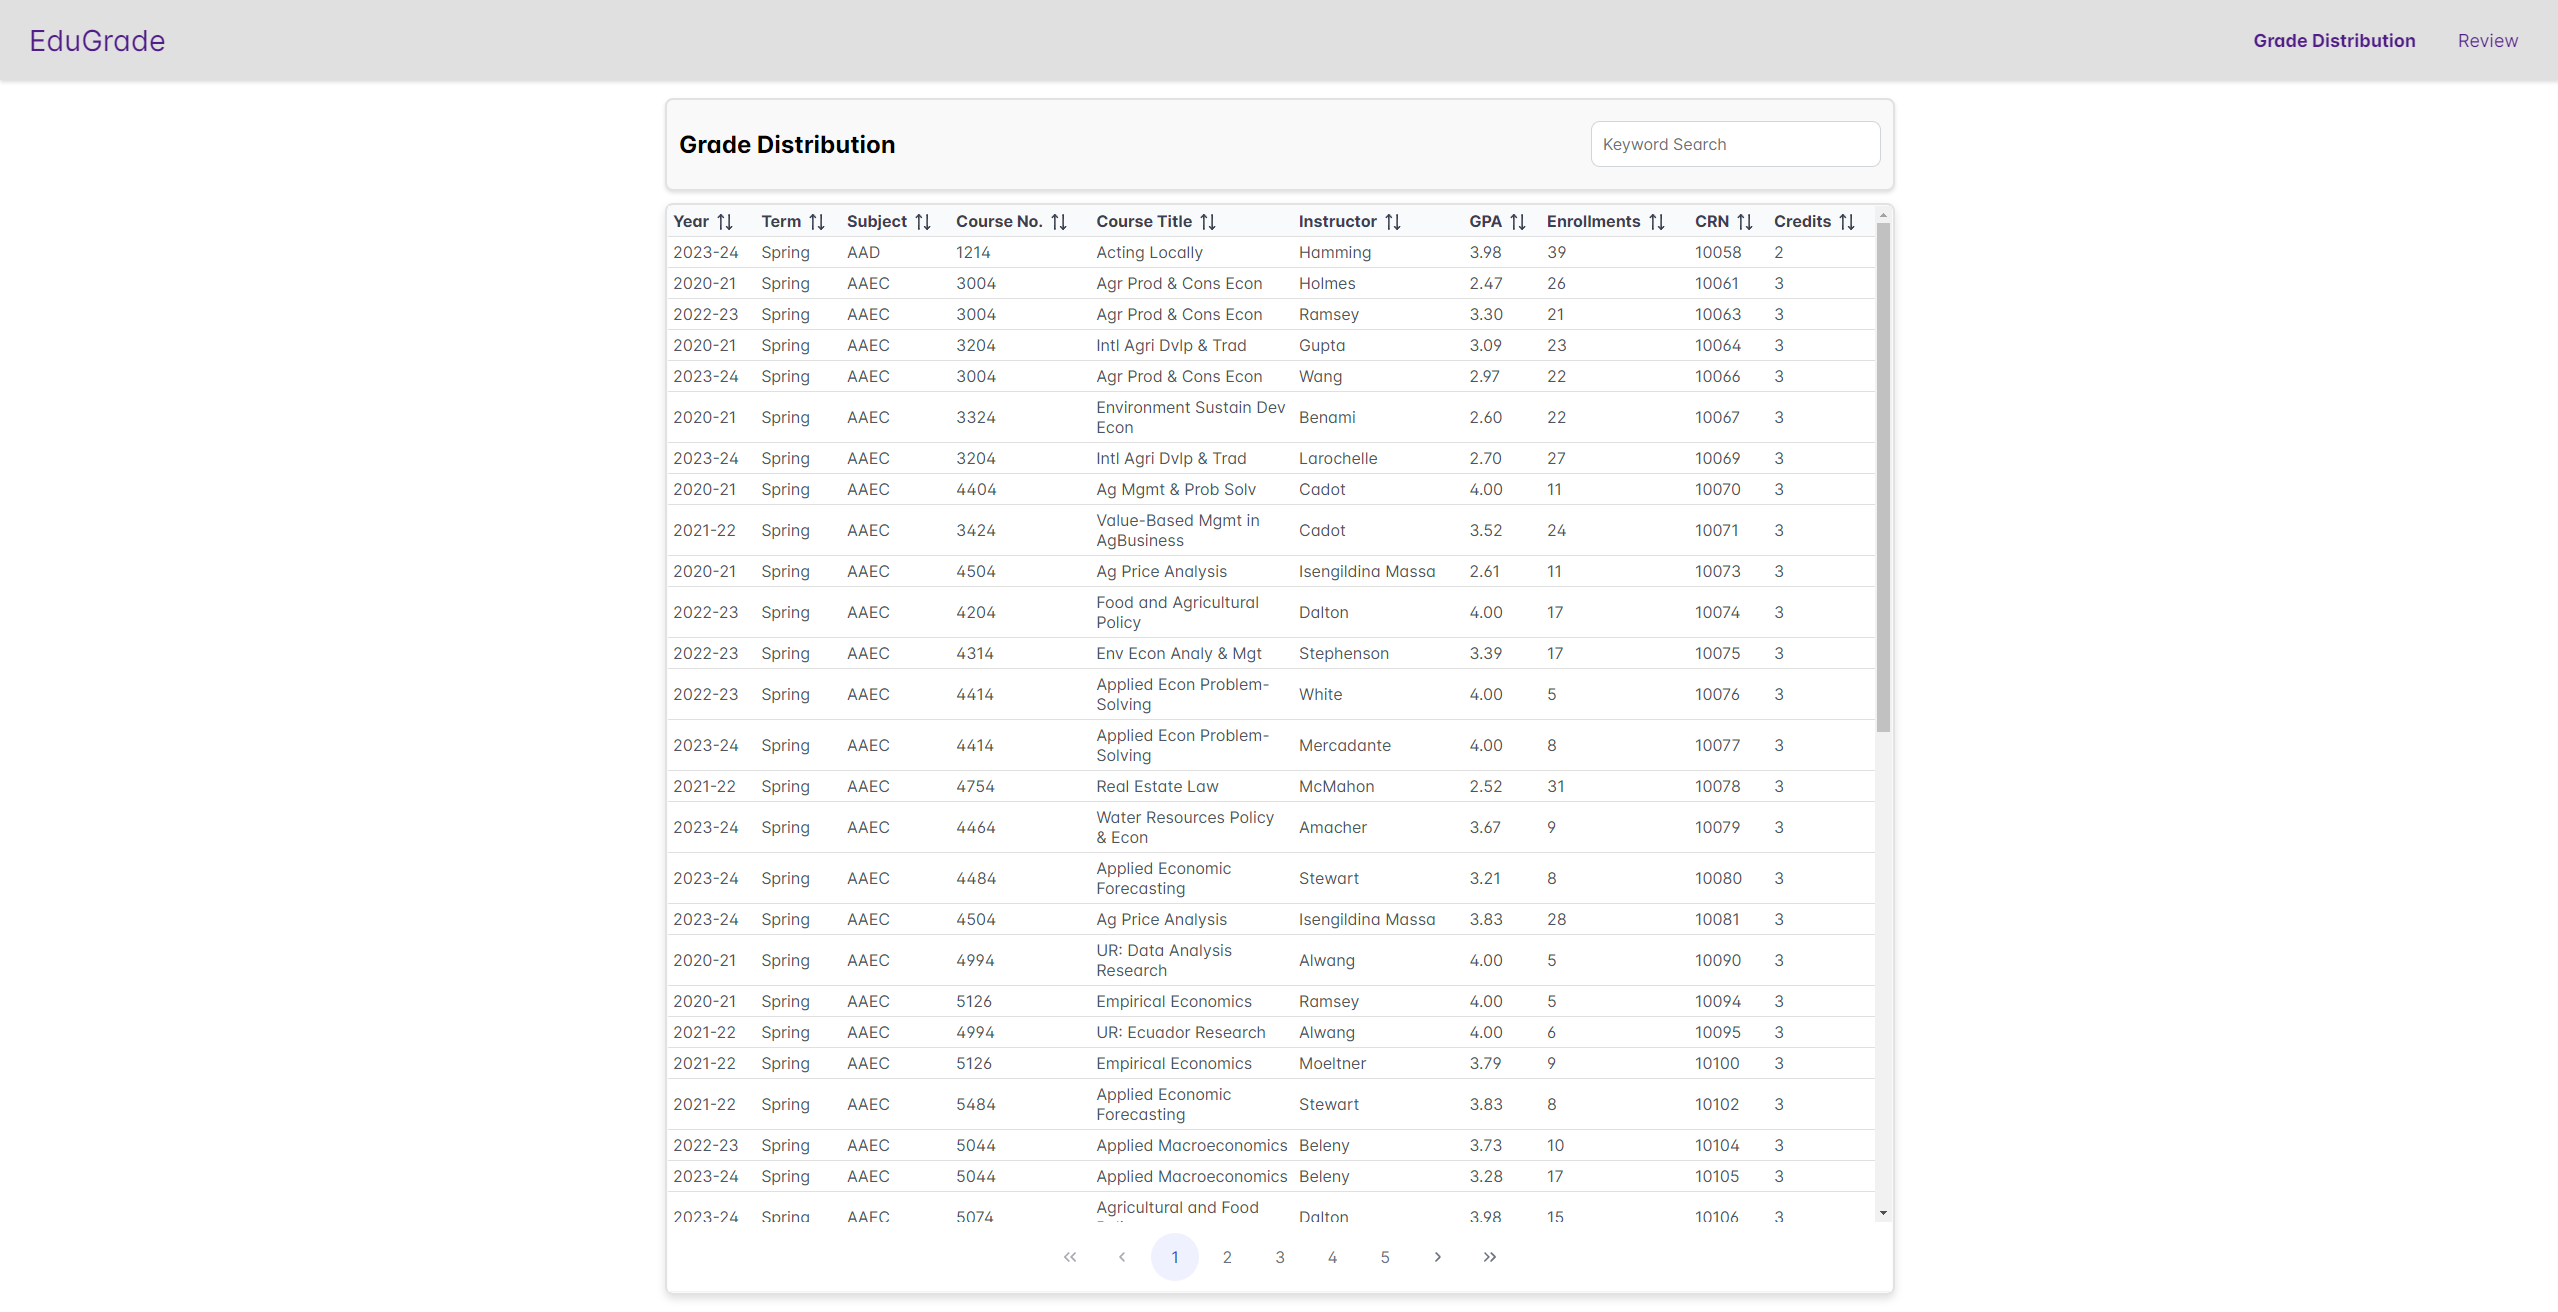 EduGrade
Grade Distribution Review
Grade Distribution
Keyword Search
Year Term Subject Course No. Course Title Instructor GPA Enrollments CRN Credits
2023-24 Spring AAD 1214 Acting Locally Hamming 3.98 39 10058 2
2020-21 Spring AAEC 3004 Agr Prod & Cons Econ Holmes 2.47 26 10061 3
2022-23 Spring AAEC 3004 Agr Prod & Cons Econ Ramsey 3.30 21 10063 3
2020-21 Spring AAEC 3204 Intl Agri Dvlp & Trad Gupta 3.09 23 10064 3
2023-24 Spring AAEC 3004 Agr Prod & Cons Econ Wang 2.97 22 10066 3
2020-21 Spring AAEC 3324 Environment Sustain Dev Econ Benami 2.60 22 10067 3
2023-24 Spring AAEC 3204 Intl Agri Dvlp & Trad Larochelle 2.70 27 10069 3
2020-21 Spring AAEC 4404 Ag Mgmt & Prob Solv Cadot 4.00 11 10070 3
2021-22 Spring AAEC 3424 Value-Based Mgmt in AgBusiness Cadot 3.52 24 10071 3
2020-21 Spring AAEC 4504 Ag Price Analysis Isengildina Massa 2.61 11 10073 3
2022-23 Spring AAEC 4204 Food and Agricultural Policy Dalton 4.00 17 10074 3
2022-23 Spring AAEC 4314 Env Econ Analy & Mgt Stephenson 3.39 17 10075 3
2022-23 Spring AAEC 4414 Applied Econ Problem-Solving White 4.00 5 10076 3
2023-24 Spring AAEC 4414 Applied Econ Problem-Solving Mercadante 4.00 8 10077 3
2021-22 Spring AAEC 4754 Real Estate Law McMahon 2.52 31 10078 3
2023-24 Spring AAEC 4464 Water Resources Policy & Econ Amacher 3.67 9 10079 3
2023-24 Spring AAEC 4484 Applied Economic Forecasting Stewart 3.21 8 10080 3
2023-24 Spring AAEC 4504 Ag Price Analysis Isengildina Massa 3.83 28 10081 3
2020-21 Spring AAEC 4994 UR: Data Analysis Research Alwang 4.00 5 10090 3
2020-21 Spring AAEC 5126 Empirical Economics Ramsey 4.00 5 10094 3
2021-22 Spring AAEC 4994 UR: Ecuador Research Alwang 4.00 6 10095 3
2021-22 Spring AAEC 5126 Empirical Economics Moeltner 3.79 9 10100 3
2021-22 Spring AAEC 5484 Applied Economic Forecasting Stewart 3.83 8 10102 3
2022-23 Spring AAEC 5044 Applied Macroeconomics Beleny 3.73 10 10104 3
2023-24 Spring AAEC 5044 Applied Macroeconomics Beleny 3.28 17 10105 3
2023-24 Spring AAEC 5074 Agricultural and Food Dalton 3.98 15 10106 3
1 2 3 4 5